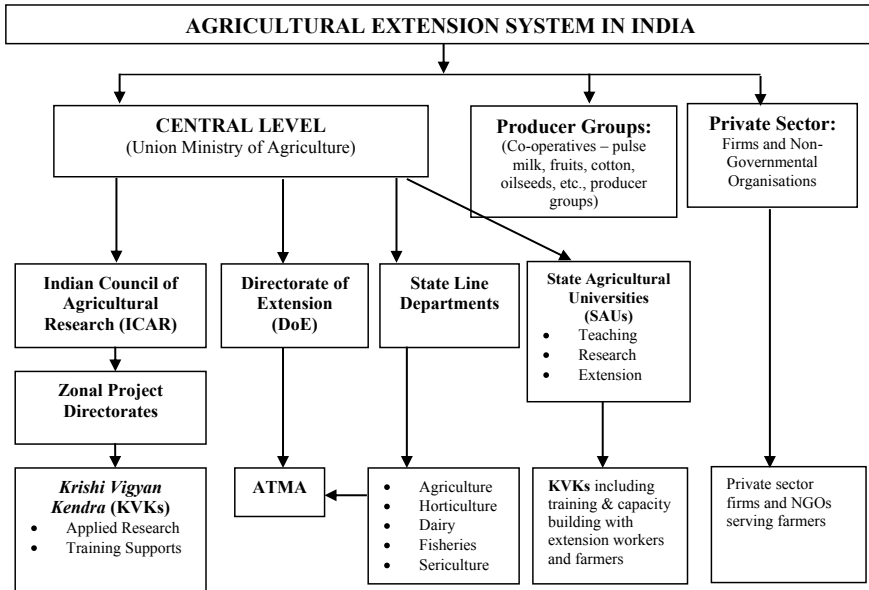 AGRICULTURAL EXTENSION SYSTEM IN INDIA
CENTRAL LEVEL
(Union Ministry of Agriculture)
Producer Groups:
(Co-operatives – pulse
milk, fruits, cotton,
oilseeds, etc., producer
groups)
Private Sector:
Firms and Non-
Governmental
Organisations
Indian Council of
Agricultural
Research (ICAR)
Directorate of
Extension
(DoE)
State Line
Departments
State Agricultural
Universities
(SAUs)
• Teaching
• Research
• Extension
Zonal Project
Directorates
Krishi Vigyan
Kendra (KVKs)
• Applied Research
• Training Supports
ATMA
• Agriculture
• Horticulture
• Dairy
• Fisheries
• Sericulture
KVKs including
training & capacity
building with
extension workers
and farmers
Private sector
firms and NGOs
serving farmers